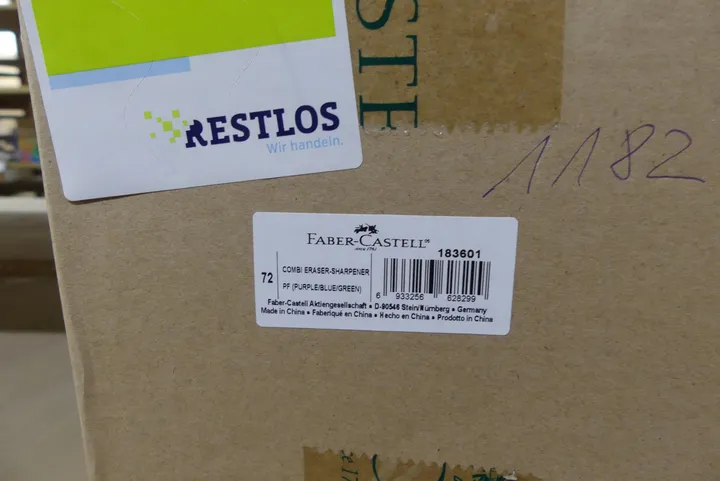 STE
RESTLOS
Wir handeln.
1182
FABER-CASTELL
since 1761
183601
72
COMBI ERASER-SHARPENER
PF (PURPLE/BLUE/GREEN)
6 933256 628299
Faber-Castell Aktiengesellschaft ● D-90546 Stein/Nürnberg ● Germany
Made in China ● Fabriqué en China ● Hecho en China ● Prodotto in China